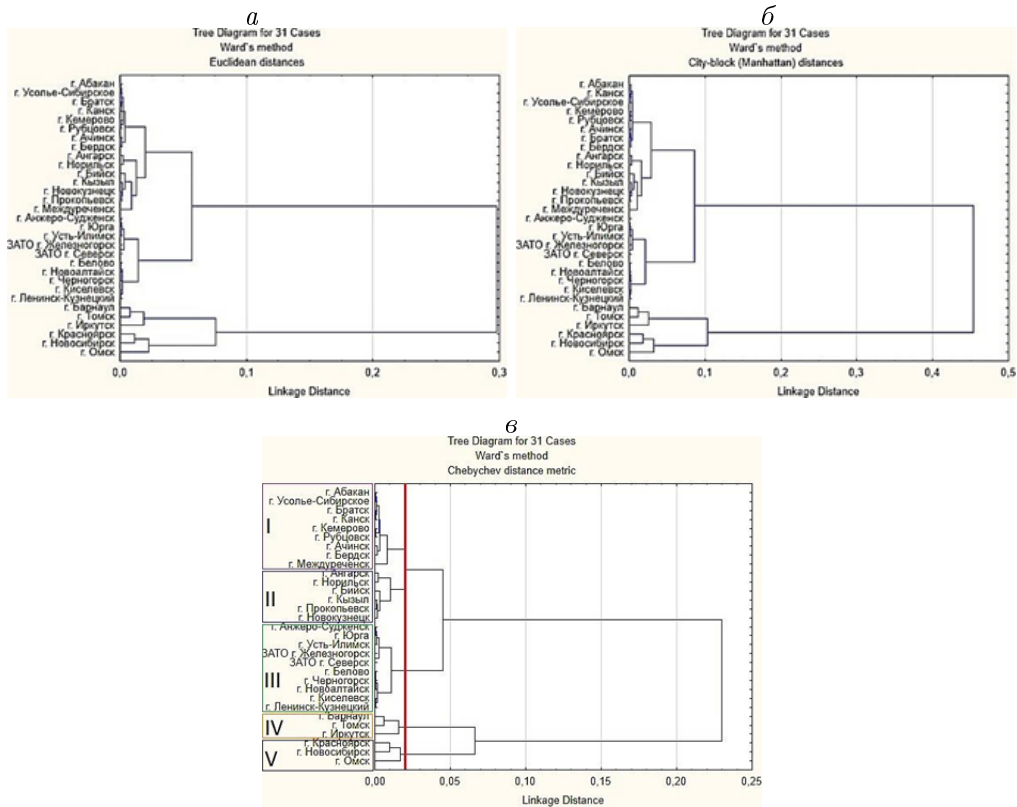 а
Tree Diagram for 31 Cases
Ward`s method
Euclidean distances
г. Абакан
г. Усолье-Сибирское
г. Братск
г. Канск
г. Кемерово
г. Рубцовск
г. Ачинск
г. Бердск
г. Ангарск
г. Норильск
г. Бийск
г. Кызыл
г. Новокузнецк
г. Прокопьевск
г. Междуреченск
г. Анжеро-Судженск
г. Юрга
г. Усть-Илимск
ЗАТО г. Железногорск
ЗАТО г. Северск
г. Белово
г. Новоалтайск
г. Черногорск
г. Киселевск
г. Ленинск-Кузнецкий
г. Барнаул
г. Томск
г. Иркутск
г. Красноярск
г. Новосибирск
г. Омск
0,0 0,1 0,2 0,3
Linkage Distance
б
Tree Diagram for 31 Cases
Ward`s method
City-block (Manhattan) distances
г. Абакан
г. Канск
г. Усолье-Сибирское
г. Кемерово
г. Рубцовск
г. Ачинск
г. Братск
г. Бердск
г. Ангарск
г. Норильск
г. Бийск
г. Кызыл
г. Новокузнецк
г. Прокопьевск
г. Междуреченск
г. Анжеро-Судженск
г. Юрга
г. Усть-Илимск
ЗАТО г. Железногорск
ЗАТО г. Северск
г. Белово
г. Новоалтайск
г. Черногорск
г. Киселевск
г. Ленинск-Кузнецкий
г. Барнаул
г. Томск
г. Иркутск
г. Красноярск
г. Новосибирск
г. Омск
0,0 0,1 0,2 0,3 0,4 0,5
Linkage Distance
в
Tree Diagram for 31 Cases
Ward`s method
Chebychev distance metric
I
г. Абакан
г. Усолье-Сибирское
г. Братск
г. Канск
г. Кемерово
г. Рубцовск
г. Ачинск
г. Бердск
г. Междуреченск
II
г. Ангарск
г. Норильск
г. Бийск
г. Кызыл
г. Прокопьевск
г. Новокузнецк
III
г. Анжеро-Судженск
г. Юрга
г. Усть-Илимск
ЗАТО г. Железногорск
ЗАТО г. Северск
г. Белово
г. Черногорск
г. Новоалтайск
г. Киселевск
г. Ленинск-Кузнецкий
IV
г. Барнаул
г. Томск
г. Иркутск
V
г. Красноярск
г. Новосибирск
г. Омск
0,00 0,05 0,10 0,15 0,20 0,25
Linkage Distance